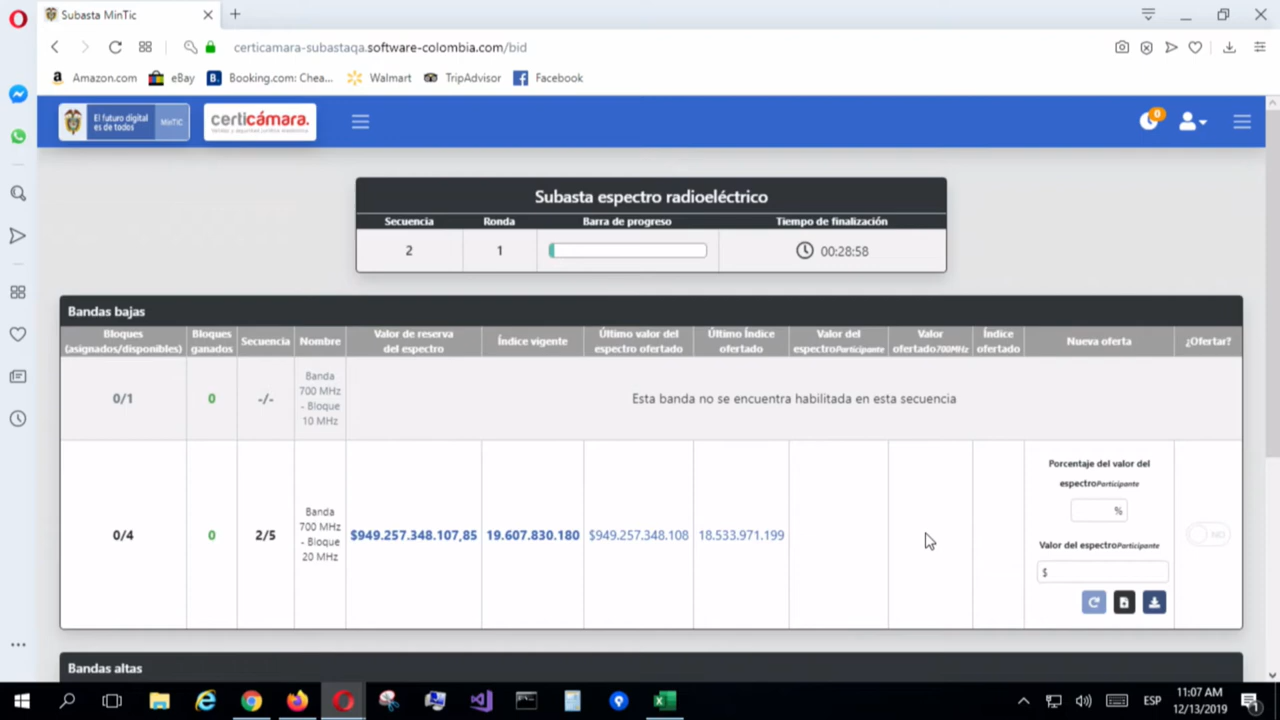 Subasta MinTic
certicamara-subastaqa.software-colombia.com/bid
Amazon.com
eBay
Booking.com: Chea...
Walmart
TripAdvisor
Facebook
El futuro digital
es de todos
MinTIC
certicámara.
0
Subasta espectro radioeléctrico
Secuencia
Ronda
Barra de progreso
Tiempo de finalización
2
1
00:28:58
Bandas bajas
Bloques
(asignados/disponibles)
Bloques
ganados
Secuencia
Nombre
Valor de reserva
del espectro
Índice vigente
Último valor del
espectro ofertado
Último Índice
ofertado
Valor del
espectroParticipante
Valor
ofertado700MHz
Índice
ofertado
Nueva oferta
¿Ofertar?
0/1
0
-/-
Banda
700 MHz
- Bloque
10 MHz
Esta banda no se encuentra habilitada en esta secuencia
0/4
0
2/5
Banda
700 MHz
- Bloque
20 MHz
$949.257.348.107,85
19.607.830.180
$949.257.348.108
18.533.971.199
Porcentaje del valor del
espectroParticipante
%
Valor del espectroParticipante
$
NO
Bandas altas
ESP
11:07 AM
12/13/2019
1